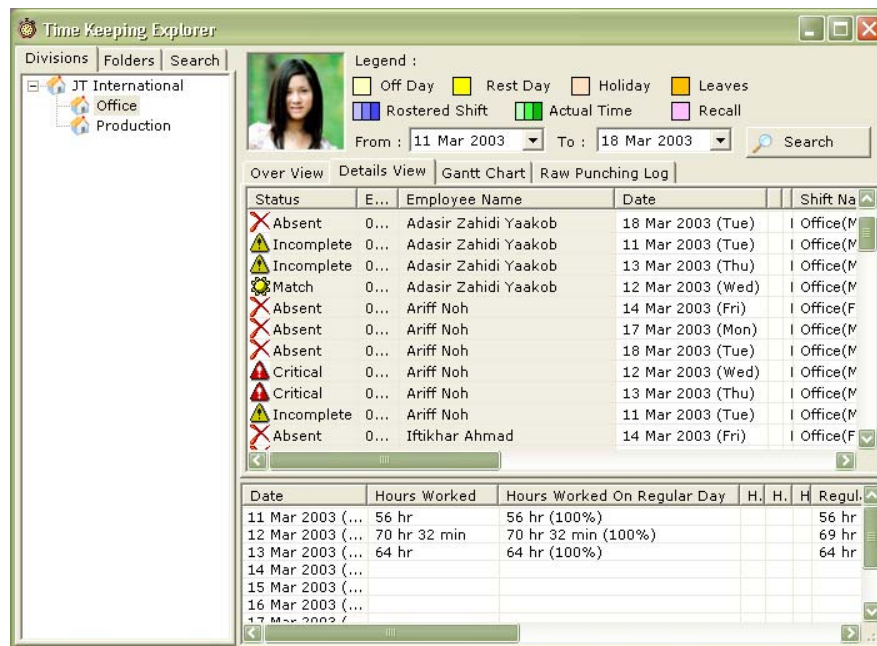 Time Keeping Explorer
Divisions Folders Search
JT International
Office
Production
Legend :
Off Day Rest Day Holiday Leaves
Rostered Shift Actual Time Recall
From : 11 Mar 2003 To : 18 Mar 2003 Search
Over View Details View Gantt Chart Raw Punching Log
Status E... Employee Name Date Shift Na
Absent 0... Adasir Zahidi Yaakob 18 Mar 2003 (Tue) I Office(M
Incomplete 0... Adasir Zahidi Yaakob 11 Mar 2003 (Tue) I Office(M
Incomplete 0... Adasir Zahidi Yaakob 13 Mar 2003 (Thu) I Office(M
Match 0... Adasir Zahidi Yaakob 12 Mar 2003 (Wed) I Office(M
Absent 0... Ariff Noh 14 Mar 2003 (Fri) I Office(F
Absent 0... Ariff Noh 17 Mar 2003 (Mon) I Office(M
Absent 0... Ariff Noh 18 Mar 2003 (Tue) I Office(M
Critical 0... Ariff Noh 12 Mar 2003 (Wed) I Office(M
Critical 0... Ariff Noh 13 Mar 2003 (Thu) I Office(M
Incomplete 0... Ariff Noh 11 Mar 2003 (Tue) I Office(M
Absent 0... Iftikhar Ahmad 14 Mar 2003 (Fri) I Office(F
Date Hours Worked Hours Worked On Regular Day H. H. H Regul.
11 Mar 2003 (... 56 hr 56 hr (100%) 56 hr
12 Mar 2003 (... 70 hr 32 min 70 hr 32 min (100%) 69 hr
13 Mar 2003 (... 64 hr 64 hr (100%) 64 hr
14 Mar 2003 (...
15 Mar 2003 (...
16 Mar 2003 (...
17 Mar 2003 (